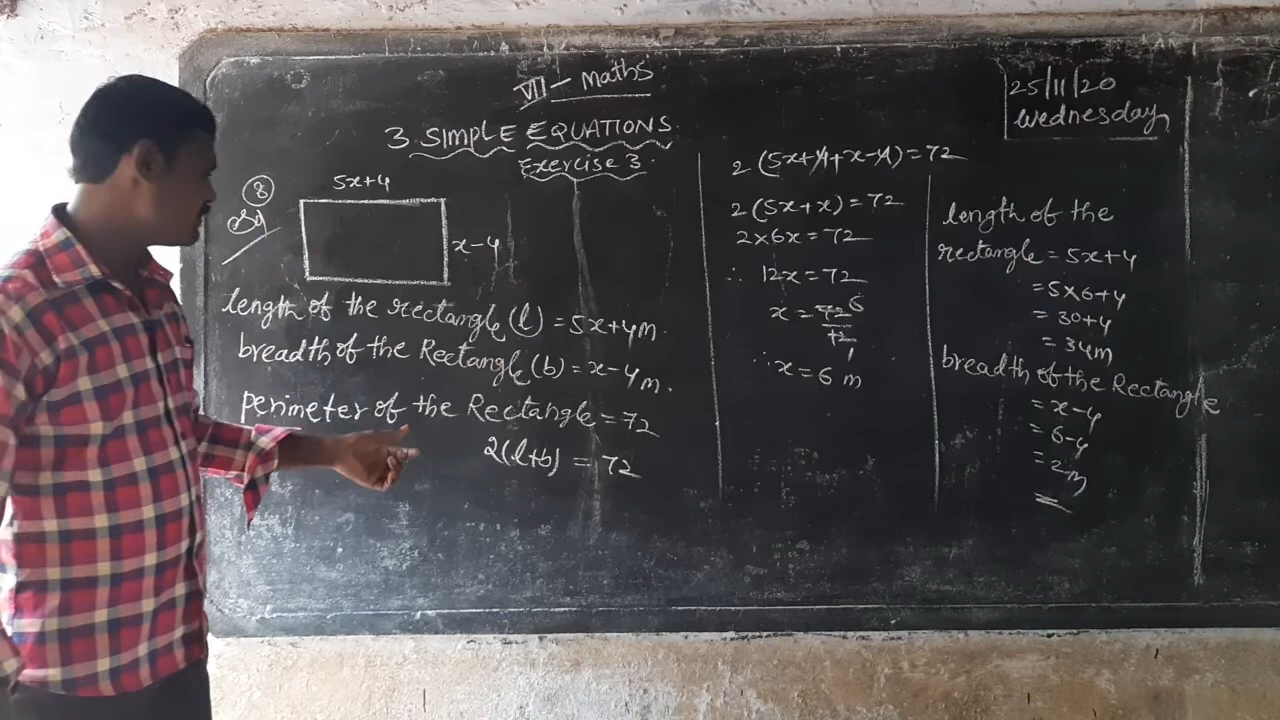 VII - Maths
25/11/20
Wednesday
3. SIMPLE EQUATIONS
Exercise 3.
8
Sol
5x+4
x-4
length of the rectangle (l) = 5x+4m.
breadth of the Rectangle (b) = x-4m.
perimeter of the Rectangle = 72
2(l+b) = 72
2(5x+4+x-4)=72
2(5x+x)=72
2×6x=72
∴ 12x=72
x = 72 6
12 1
∴ x = 6 m
length of the
rectangle = 5x+4
=5x6+4
= 30+4
= 34m
breadth of the Rectangle
= x-4
= 6-4
= 2m